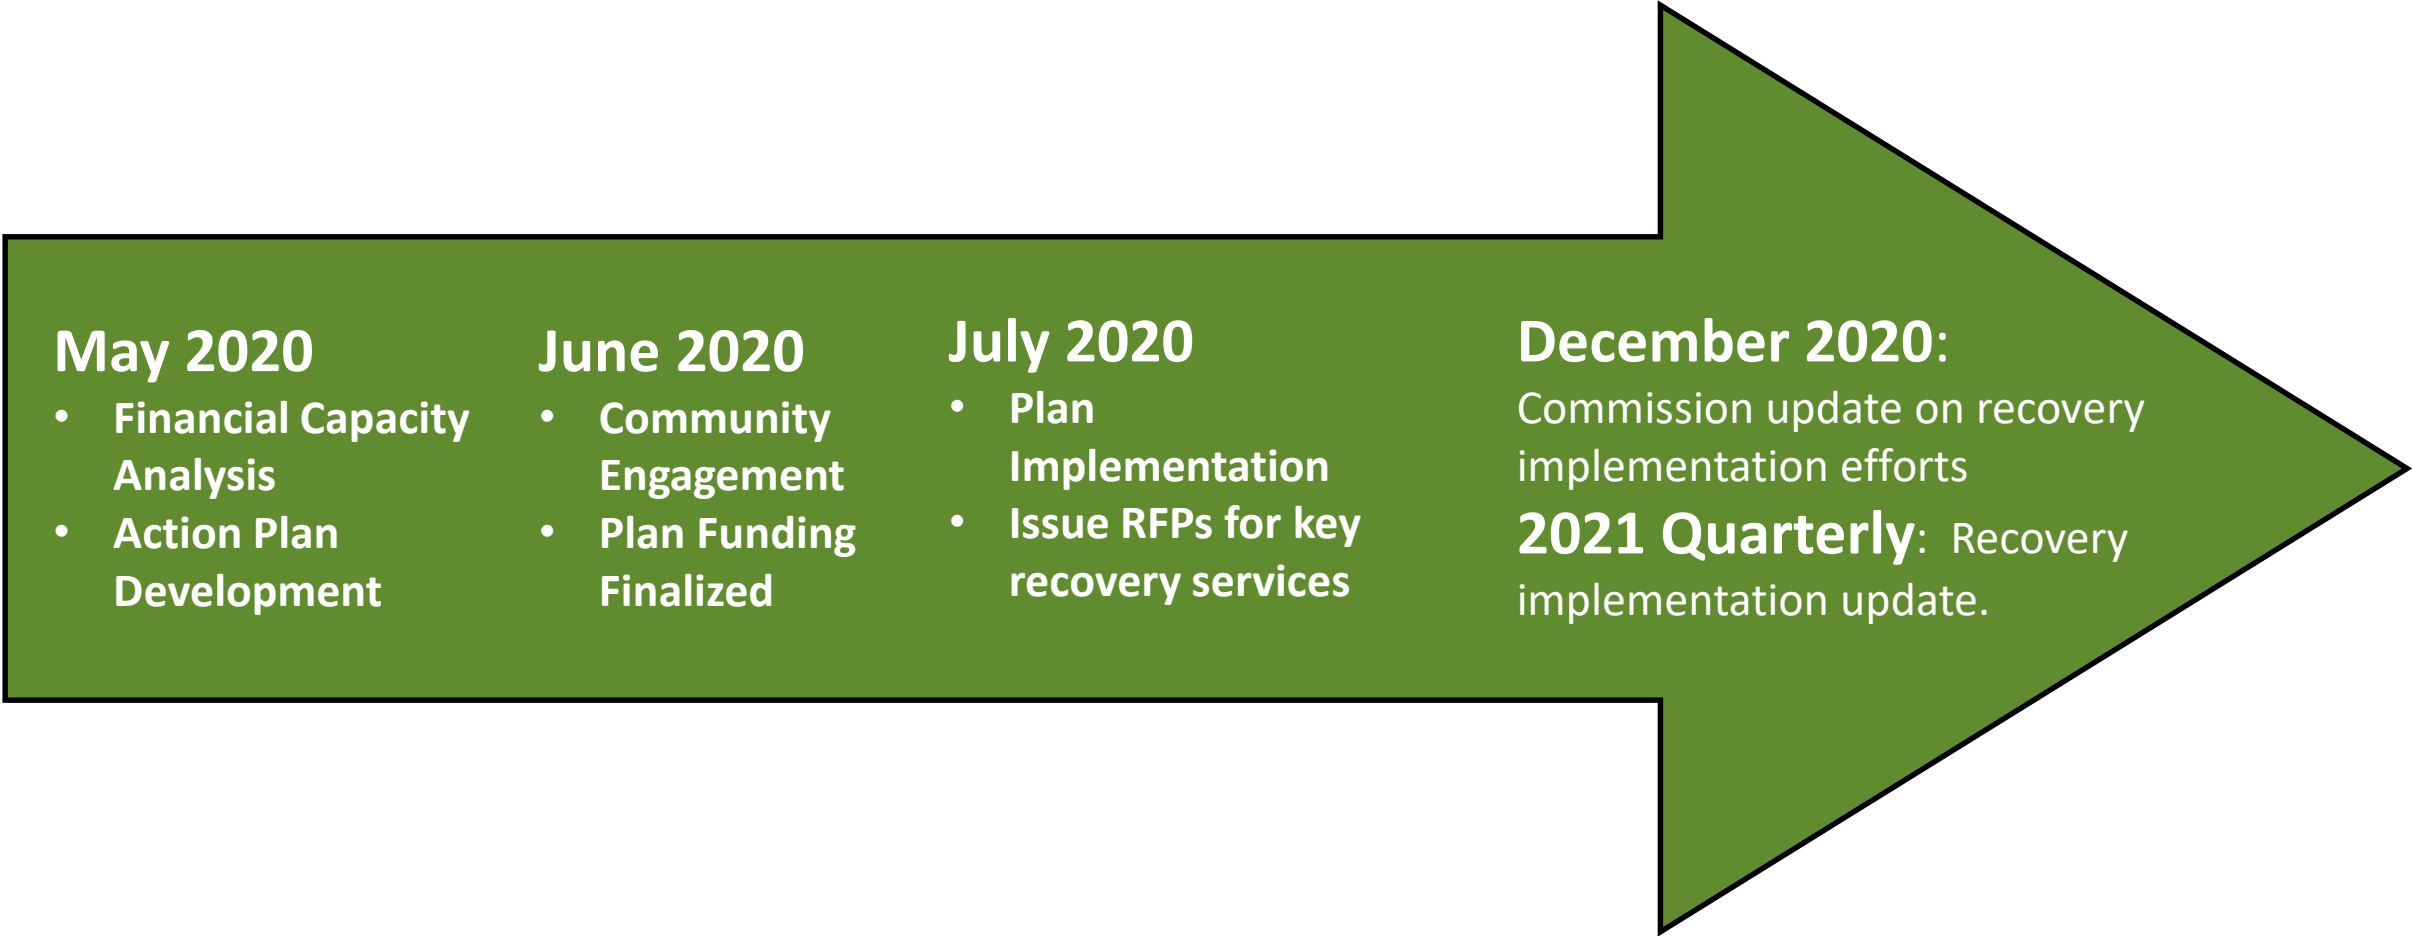 May 2020
• Financial Capacity
Analysis
• Action Plan
Development
June 2020
• Community
Engagement
• Plan Funding
Finalized
July 2020
• Plan
Implementation
• Issue RFPs for key
recovery services
December 2020:
Commission update on recovery
implementation efforts
2021 Quarterly: Recovery
implementation update.